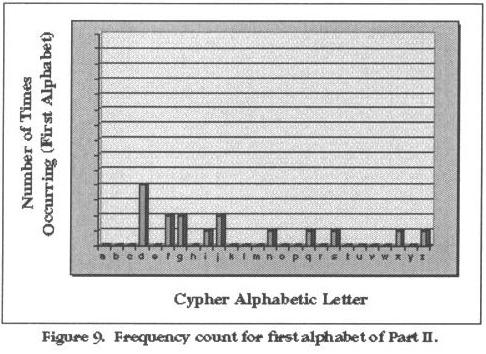 Number of Times
Occurring (First Alphabet)
a b c d e f g h i j k l m n o p q r s t u v w x y z
Cypher Alphabetic Letter
Figure 9. Frequency count for first alphabet of Part II.